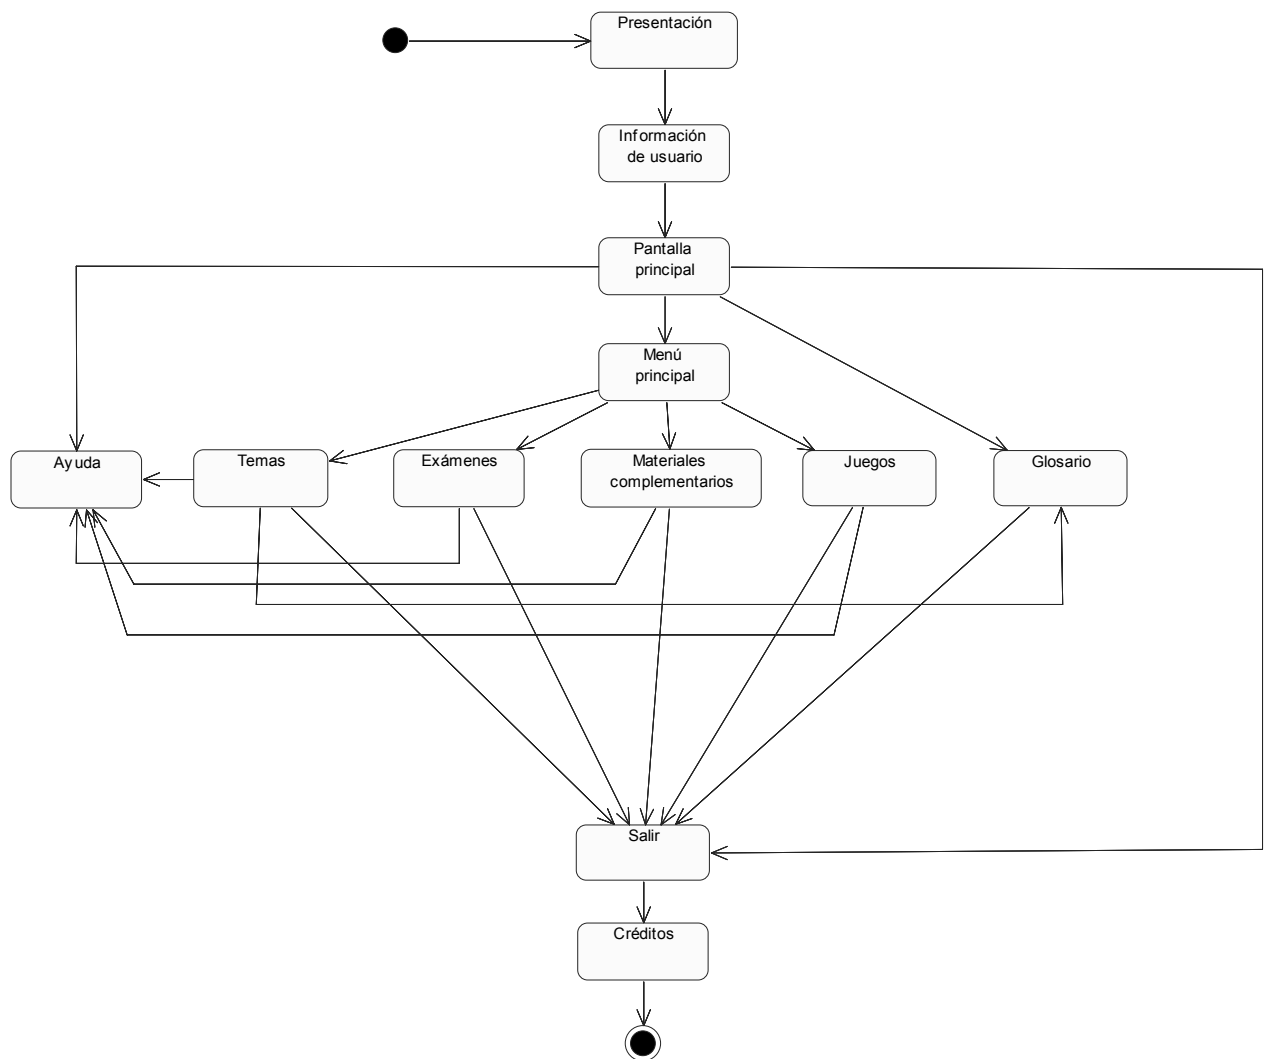 Presentación
Información
de usuario
Pantalla
principal
Menú
principal
Ayuda
Temas
Exámenes
Materiales
complementarios
Juegos
Glosario
Salir
Créditos